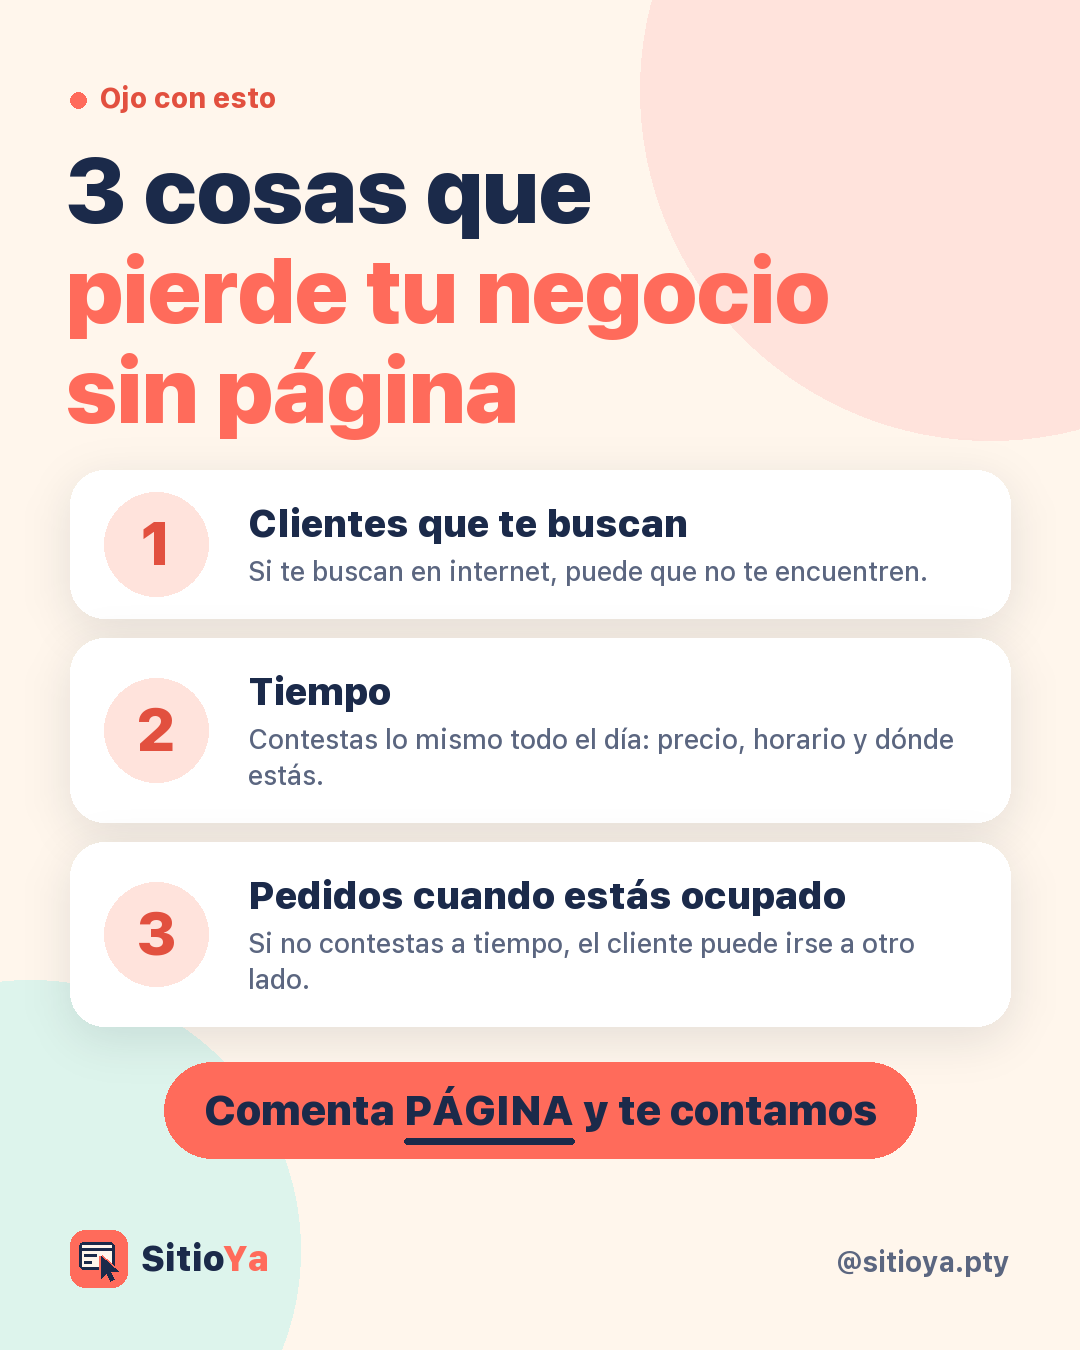 Ojo con esto
3 cosas que
pierde tu negocio
sin página
1
Clientes que te buscan
Si te buscan en internet, puede que no te encuentren.
2
Tiempo
Contestas lo mismo todo el día: precio, horario y dónde
estás.
3
Pedidos cuando estás ocupado
Si no contestas a tiempo, el cliente puede irse a otro
lado.
Comenta PÁGINA y te contamos
SitioYa
@sitioya.pty